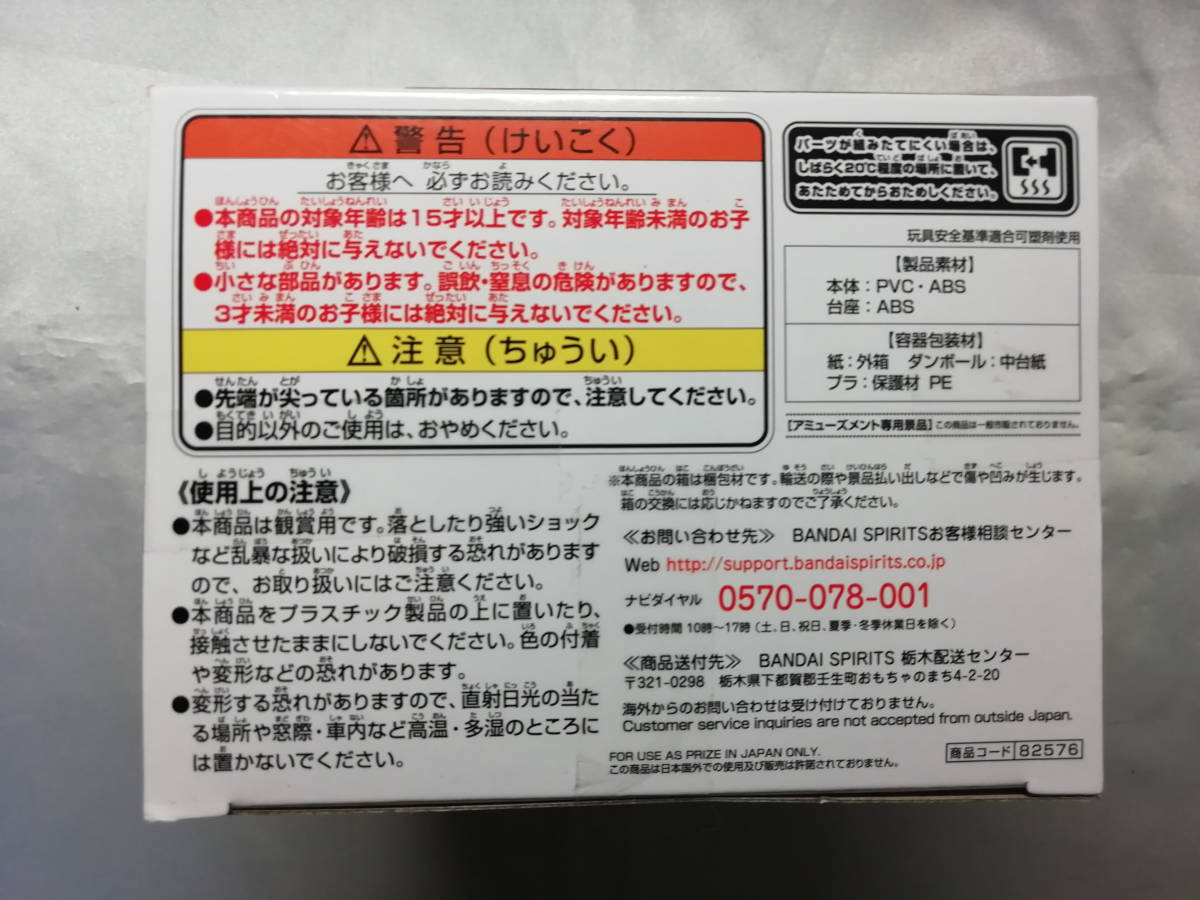 ⚠警告(けいこく)
お客様へ 必ずお読みください。
●本商品の対象年齢は15才以上です。対象年齢未満のお子
様には絶対に与えないでください。
●小さな部品があります。誤飲・窒息の危険がありますので、
3才未満のお子様には絶対に与えないでください。
⚠注意(ちゅうい)
●先端が尖っている箇所がありますので、注意してください。
●目的以外のご使用は、おやめください。
《使用上の注意》
●本商品は観賞用です。落としたり強いショック
など乱暴な扱いにより破損する恐れがあります
ので、お取り扱いにはご注意ください。
●本商品をプラスチック製品の上に置いたり、
接触させたままにしないでください。色の付着
や変形などの恐れがあります。
●変形する恐れがありますので、直射日光の当た
る場所や窓際・車内など高温・多湿のところに
は置かないでください。
パーツが組みたてにくい場合は、
しばらく20℃程度の場所に置いて、
あたためてからおためしください。
玩具安全基準適合可塑剤使用
【製品素材】
本体:PVC・ABS
台座:ABS
【容器包装材】
紙:外箱 ダンボール:中台紙
プラ:保護材 PE
【アミューズメント専用景品】この商品は一般市販されておりません。
※本商品の箱は梱包材です。輸送の際や景品払い出しなどで傷や凹みが生じます。
箱の交換には応じかねますのでご了承ください。
≪お問い合わせ先≫ BANDAI SPIRITSお客様相談センター
Web http://support.bandaispirits.co.jp
ナビダイヤル 0570-078-001
●受付時間 10時〜17時(土、日、祝日、夏季・冬季休業日を除く)
≪商品送付先≫ BANDAI SPIRITS 栃木配送センター
〒321-0298 栃木県下都賀郡壬生町おもちゃのまち4-2-20
海外からのお問い合わせは受け付けておりません。
Customer service inquiries are not accepted from outside Japan.
FOR USE AS PRIZE IN JAPAN ONLY.
この商品は日本国外での使用及び販売は許諾されておりません。
商品コード 82576